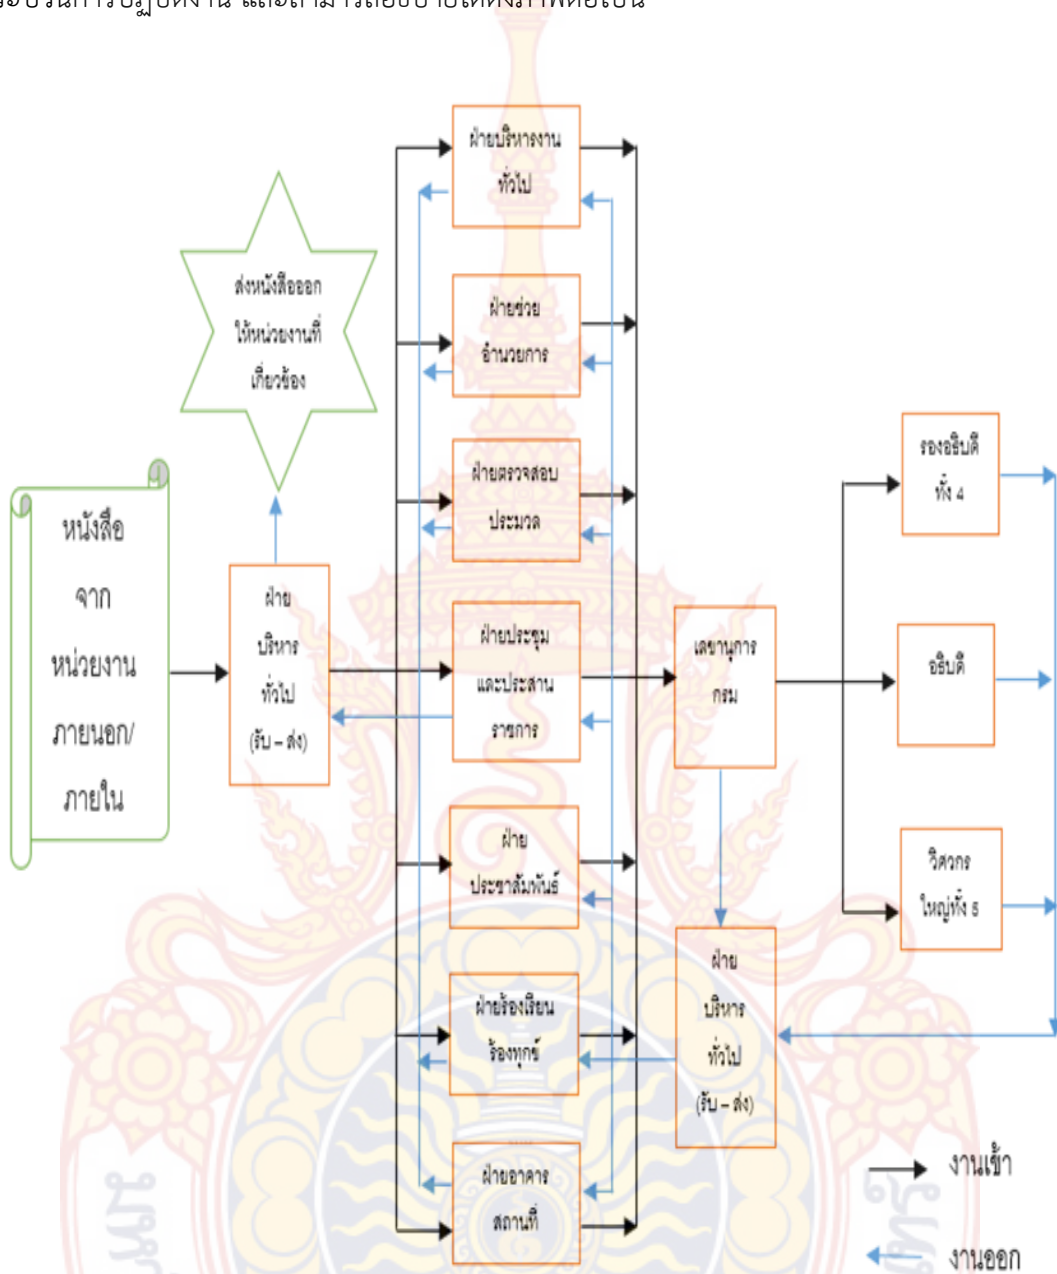 ฝ่ายบริหารงาน
ทั่วไป
ส่งหนังสือออก
ให้หน่วยงานที่
เกี่ยวข้อง
ฝ่ายช่วย
อำนวยการ
ฝ่ายตรวจสอบ
ประมวล
รองอธิบดี
ทั้ง 4
หนังสือ
จาก
หน่วยงาน
ภายนอก/
ภายใน
ฝ่าย
บริหาร
ทั่วไป
(รับ – ส่ง)
ฝ่ายประชุม
และประสาน
ราชการ
เลขานุการ
กรม
อธิบดี
ฝ่าย
ประชาสัมพันธ์
วิศวกร
ใหญ่ทั้ง 5
ฝ่ายร้องเรียน
ร้องทุกข์
ฝ่าย
บริหาร
ทั่วไป
(รับ – ส่ง)
ฝ่ายอาคาร
สถานที่
งานเข้า
งานออก